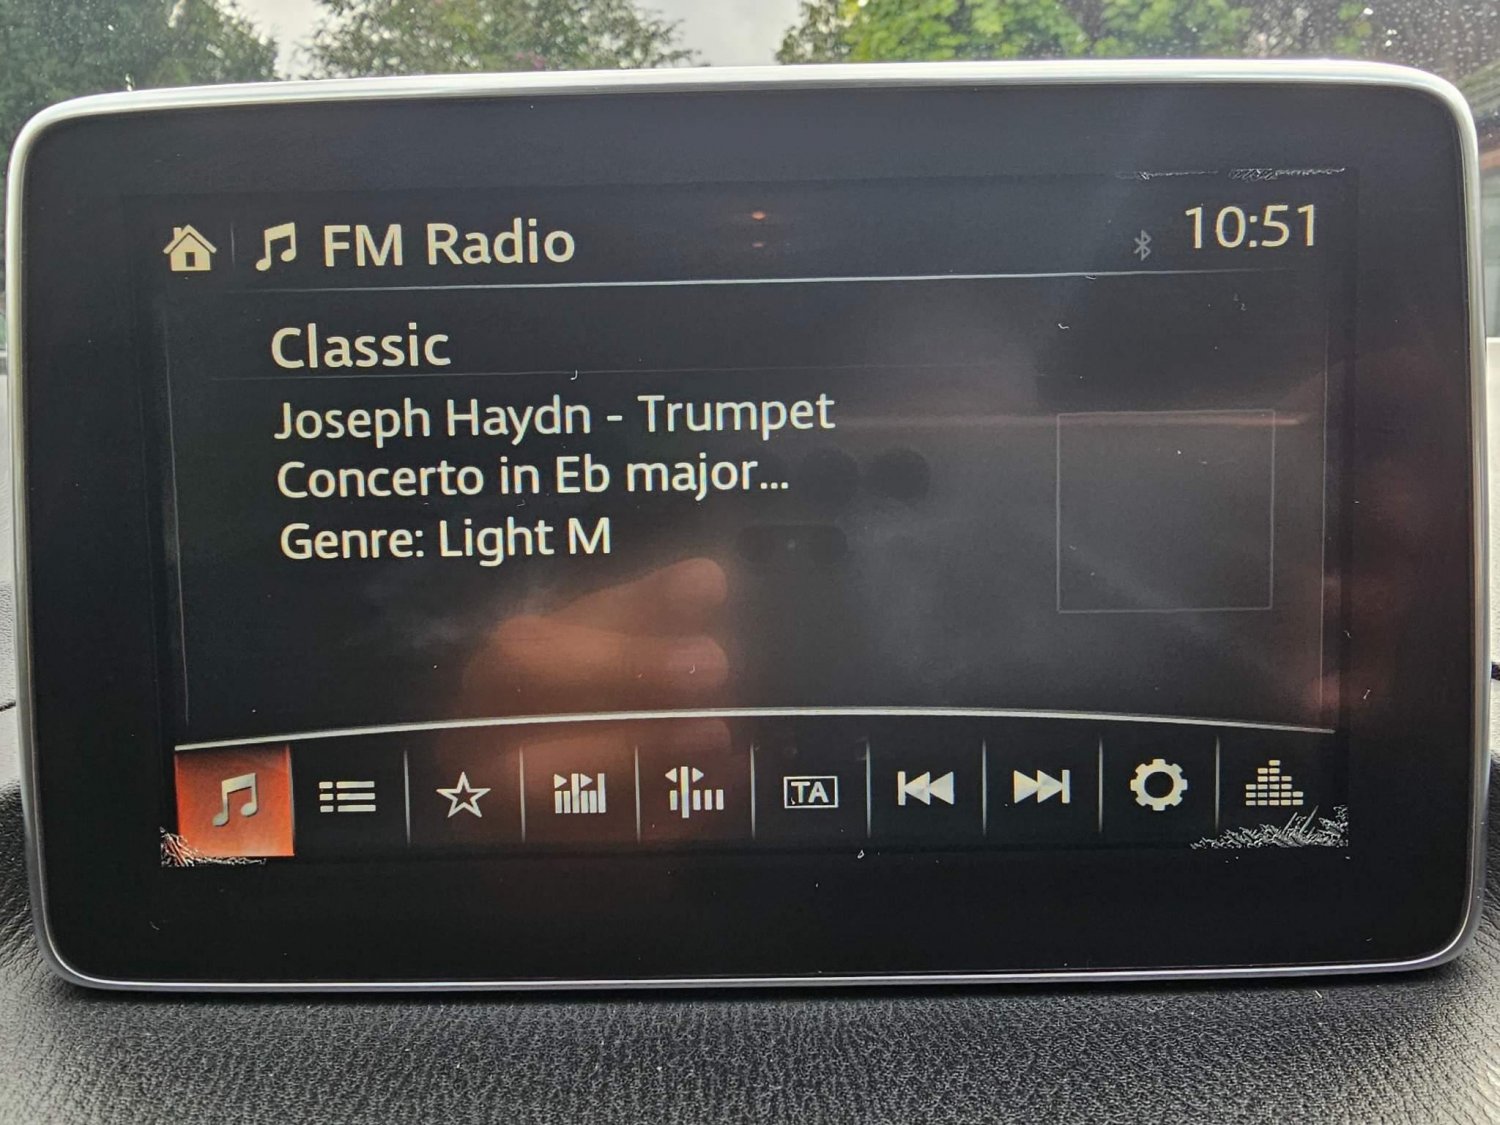 FM Radio
10:51
Classic
Joseph Haydn - Trumpet
Concerto in Eb major...
Genre: Light M
TA